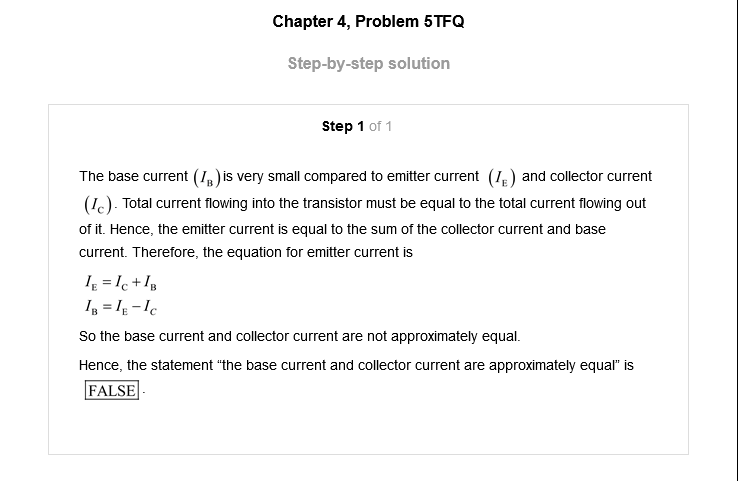 Chapter 4, Problem 5TFQ
Step-by-step solution
Step 1 of 1
The base current (I_B) is very small compared to emitter current (I_E) and collector current
(I_C). Total current flowing into the transistor must be equal to the total current flowing out
of it. Hence, the emitter current is equal to the sum of the collector current and base
current. Therefore, the equation for emitter current is
I_E = I_C + I_B
I_B = I_E − I_C
So the base current and collector current are not approximately equal.
Hence, the statement “the base current and collector current are approximately equal” is
FALSE.